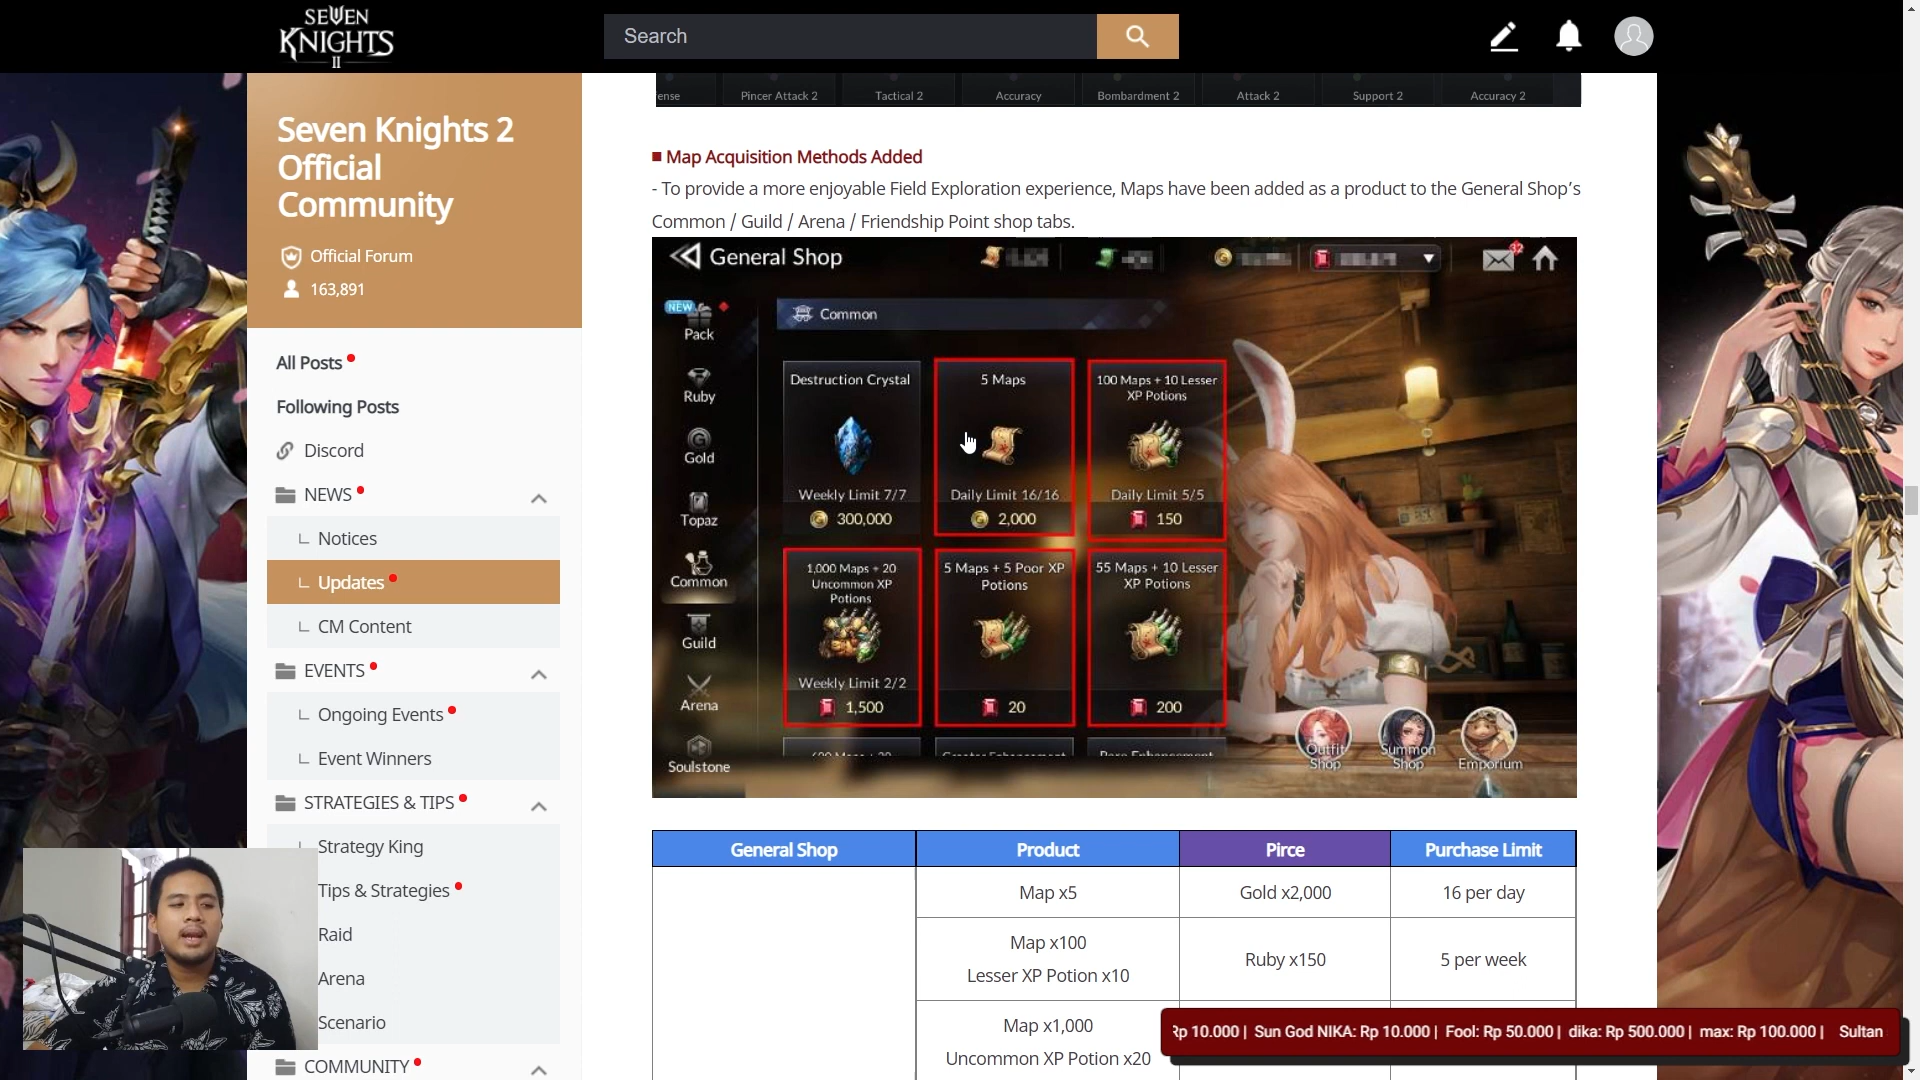 SEVEN
KNIGHTS
II
Search
Seven Knights 2
Official
Community
Official Forum
163,891
All Posts
Following Posts
Discord
NEWS
Notices
Updates
CM Content
EVENTS
Ongoing Events
Event Winners
STRATEGIES & TIPS
Strategy King
Tips & Strategies
Raid
Arena
Scenario
COMMUNITY
ense
Pincer Attack 2
Tactical 2
Accuracy
Bombardment 2
Attack 2
Support 2
Accuracy 2
■ Map Acquisition Methods Added
- To provide a more enjoyable Field Exploration experience, Maps have been added as a product to the General Shop's
Common / Guild / Arena / Friendship Point shop tabs.
General Shop
32
NEW
Pack
Ruby
Gold
Topaz
Common
Guild
Arena
Soulstone
Common
Destruction Crystal
Weekly Limit 7/7
300,000
5 Maps
Daily Limit 16/16
2,000
100 Maps + 10 Lesser
XP Potions
Daily Limit 5/5
150
1,000 Maps + 20
Uncommon XP
Potions
Weekly Limit 2/2
1,500
5 Maps + 5 Poor XP
Potions
20
55 Maps + 10 Lesser
XP Potions
200
Outfit
Shop
Summon
Shop
Emporium
General Shop
Product
Pirce
Purchase Limit
Map x5
Gold x2,000
16 per day
Map x100
Lesser XP Potion x10
Ruby x150
5 per week
Map x1,000
Uncommon XP Potion x20
Rp 10.000 | Sun God NIKA: Rp 10.000 | Fool: Rp 50.000 | dika: Rp 500.000 | max: Rp 100.000 | Sultan